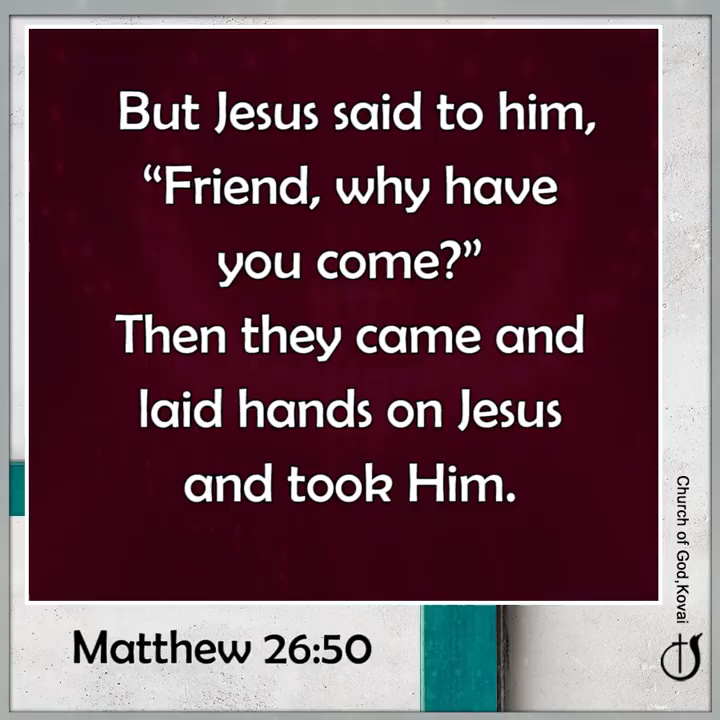 But Jesus said to him,
“Friend, why have
you come?”
Then they came and
laid hands on Jesus
and took Him.
Matthew 26:50
Church of God,Kovai